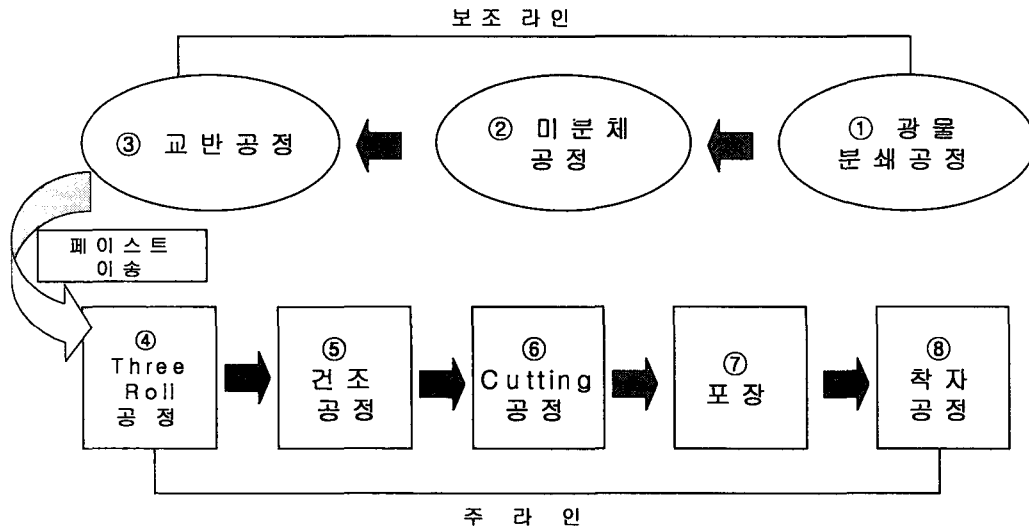 보조 라인
③ 교반공정
② 미분체
공정
① 광물
분쇄공정
페이스트
이송
④
Three
Roll
공정
⑤
건조
공정
⑥
Cutting
공정
⑦
포장
⑧
착자
공정
주 라 인